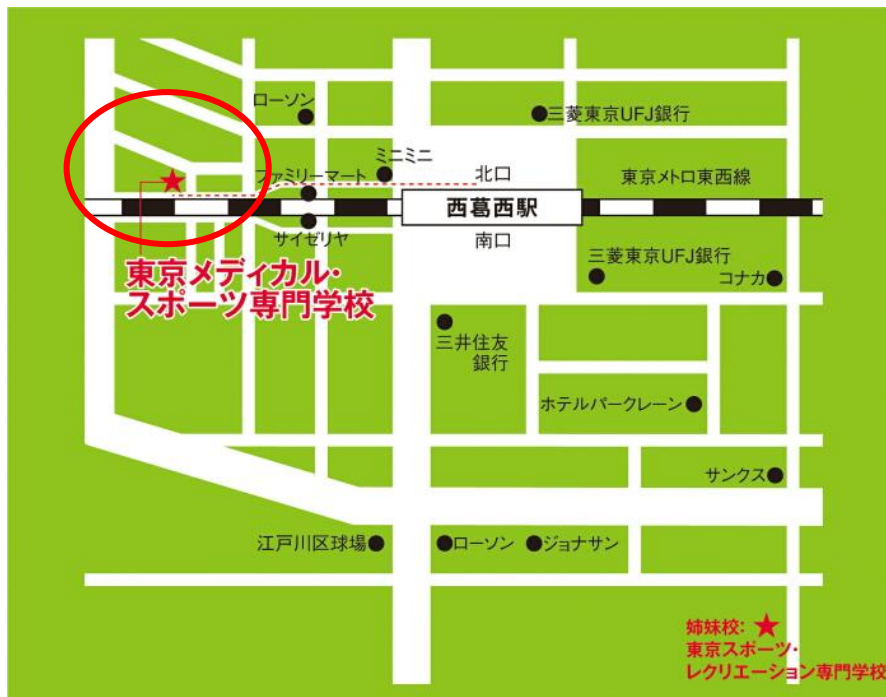 ローソン
三菱東京UFJ銀行
ミニミニ
ファミリーマート
北口
東京メトロ東西線
西葛西駅
サイゼリヤ
南口
三菱東京UFJ銀行
コナカ
東京メディカル・
スポーツ専門学校
三井住友
銀行
ホテルパークレーン
サンクス
江戸川区球場
ローソン
ジョナサン
姉妹校:
東京スポーツ・
レクリエーション専門学校